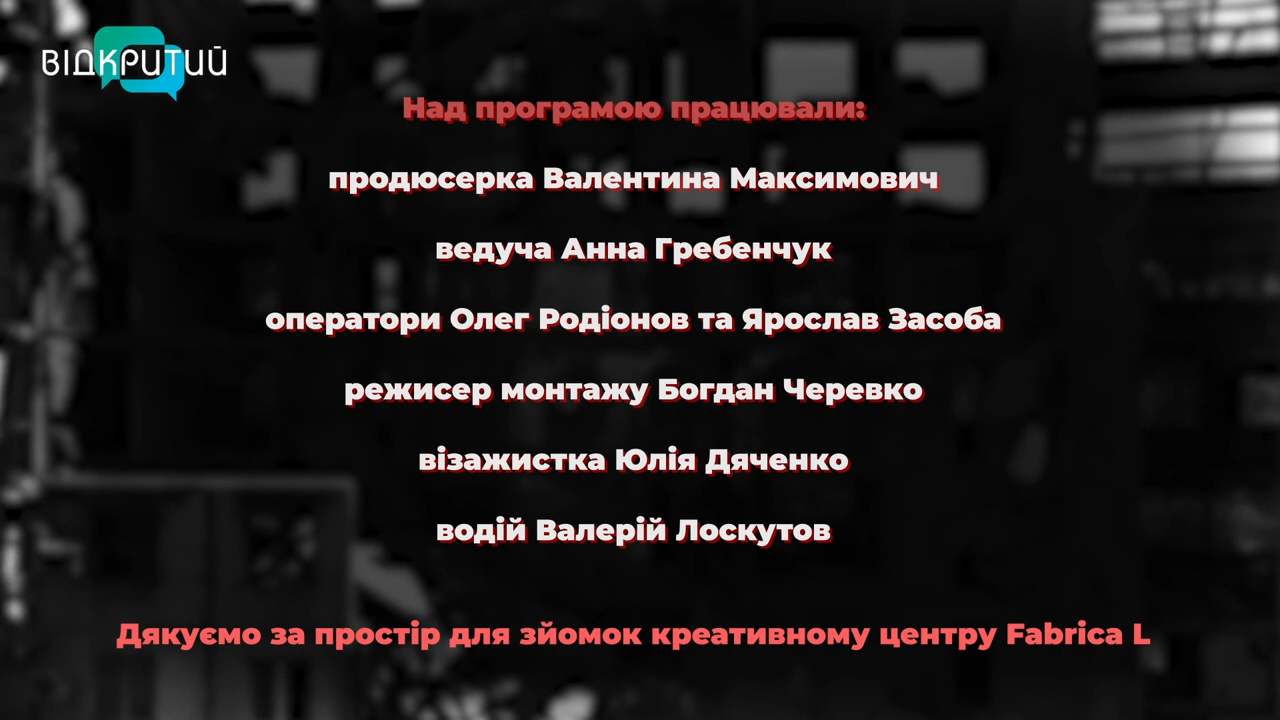 ВІДКРИТИЙ
Над програмою працювали:
продюсерка Валентина Максимович
ведуча Анна Гребенчук
оператори Олег Родіонов та Ярослав Засоба
режисер монтажу Богдан Черевко
візажистка Юлія Дяченко
водій Валерій Лоскутов
Дякуємо за простір для зйомок креативному центру Fabrica L